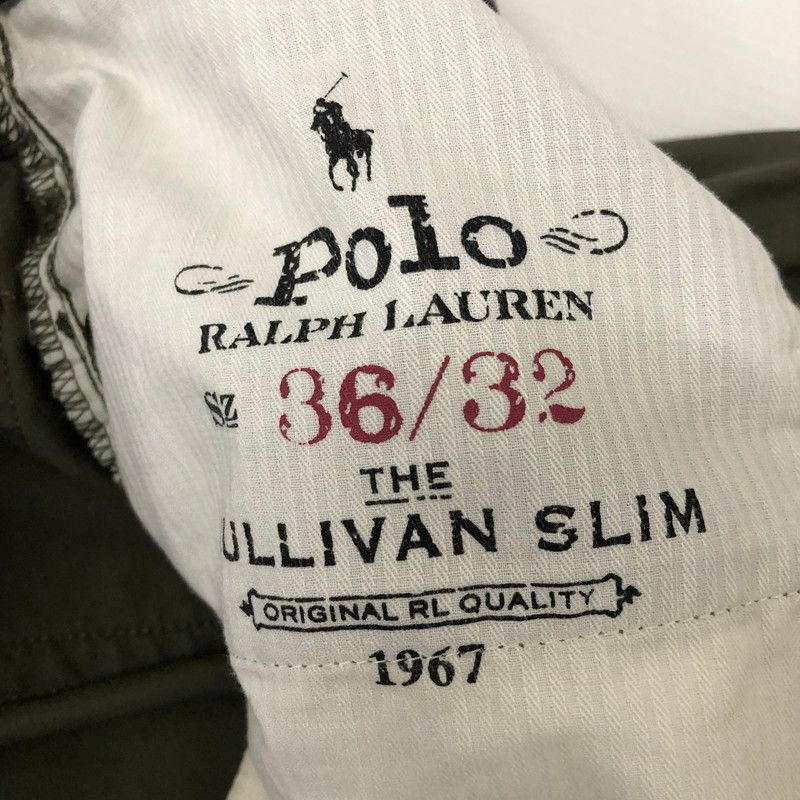 Polo
RALPH LAUREN
SZ 36/32
THE
ULLIVAN SLIM
ORIGINAL RL QUALITY
1967